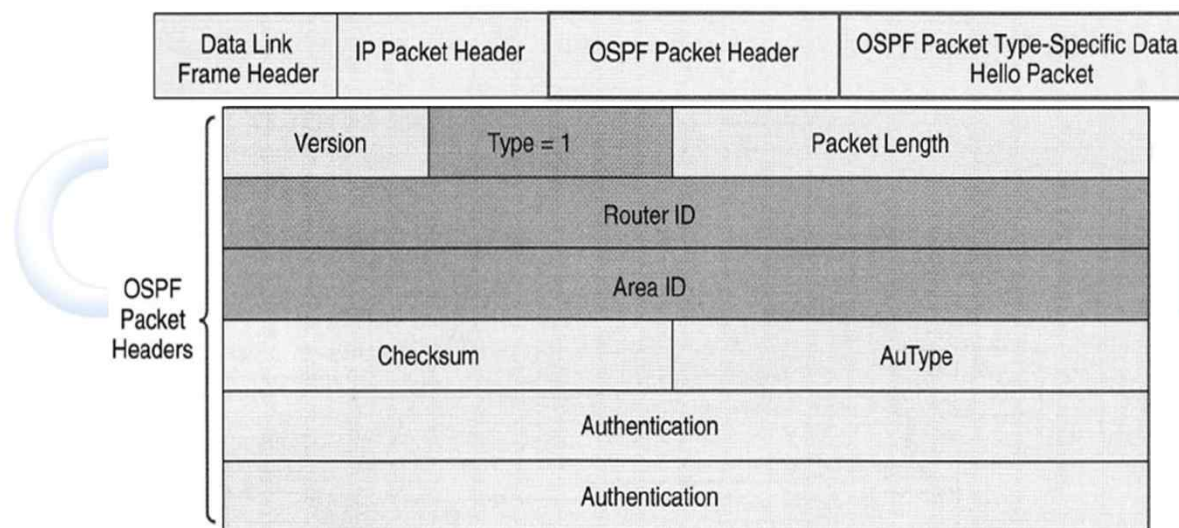 Data Link
Frame Header
IP Packet Header
OSPF Packet Header
OSPF Packet Type-Specific Data
Hello Packet
Version
Type = 1
Packet Length
Router ID
Area ID
OSPF
Packet
Headers
Checksum
AuType
Authentication
Authentication